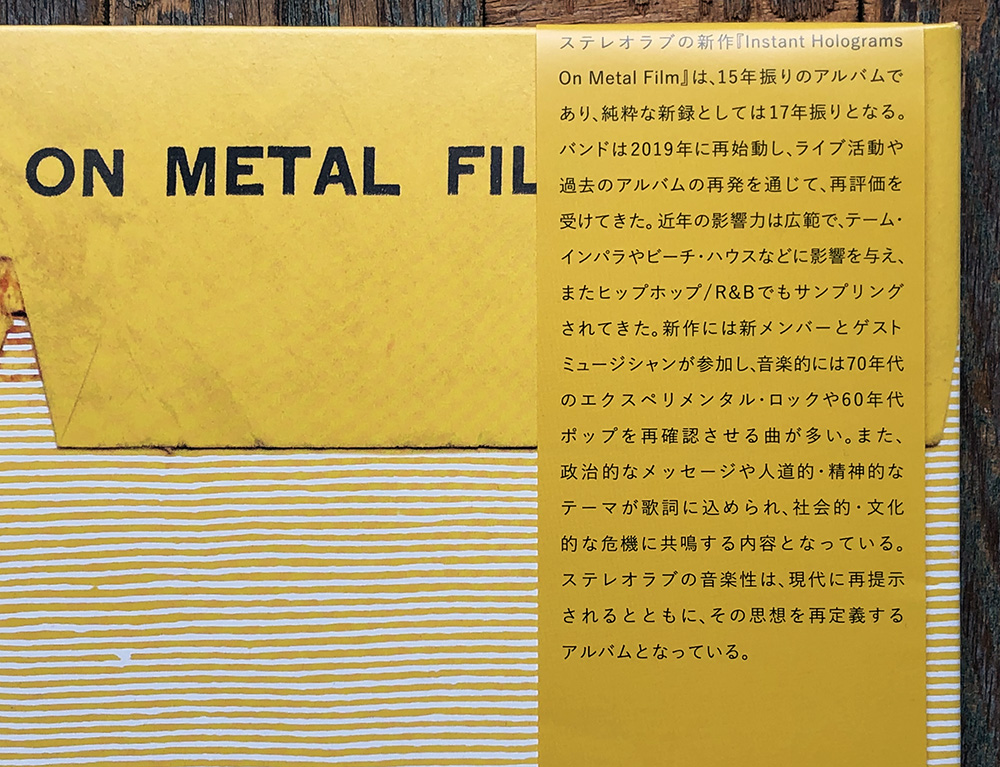 ON METAL FIL
ステレオラブの新作『Instant Holograms
On Metal Film』は、15年振りのアルバムで
あり、純粋な新録としては17年振りとなる。
バンドは2019年に再始動し、ライブ活動や
過去のアルバムの再発を通じて、再評価を
受けてきた。近年の影響力は広範で、テーム・
インパラやビーチ・ハウスなどに影響を与え、
またヒップホップ/R&Bでもサンプリング
されてきた。新作には新メンバーとゲスト
ミュージシャンが参加し、音楽的には70年代
のエクスペリメンタル・ロックや60年代
ポップを再確認させる曲が多い。また、
政治的なメッセージや人道的・精神的な
テーマが歌詞に込められ、社会的・文化
的な危機に共鳴する内容となっている。
ステレオラブの音楽性は、現代に再提示
されるとともに、その思想を再定義する
アルバムとなっている。